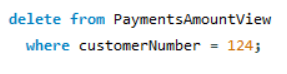 delete from PaymentsAmountView
where customerNumber = 124;